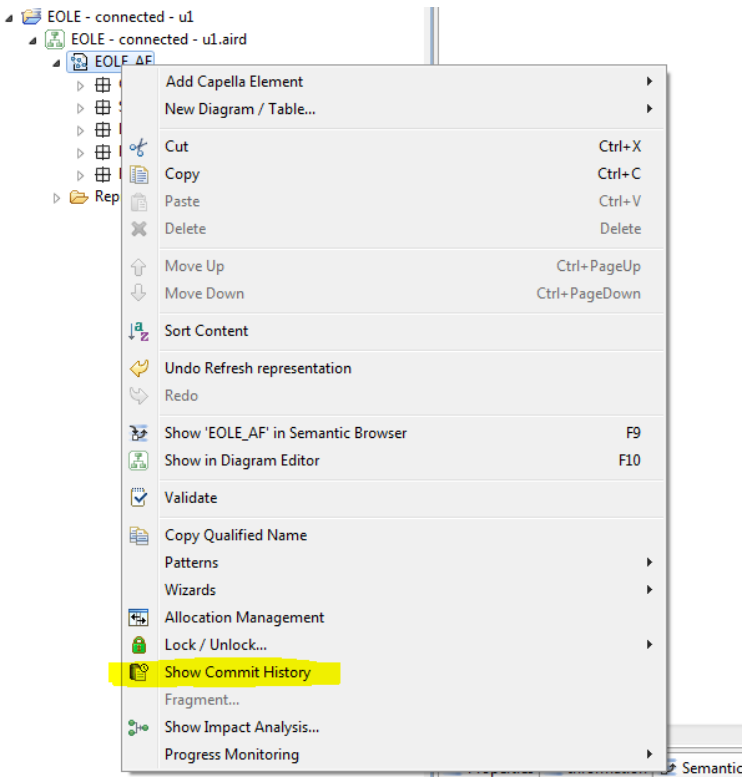 EOLE - connected - u1
EOLE - connected - u1.aird
EOLE_AF
Add Capella Element
New Diagram / Table...
Cut Ctrl+X
Copy Ctrl+C
Paste Ctrl+V
Delete Delete
Move Up Ctrl+PageUp
Move Down Ctrl+PageDown
Sort Content
Undo Refresh representation
Redo
Show 'EOLE_AF' in Semantic Browser F9
Show in Diagram Editor F10
Validate
Copy Qualified Name
Patterns
Wizards
Allocation Management
Lock / Unlock...
Show Commit History
Fragment...
Show Impact Analysis...
Progress Monitoring
Rep
Semantic